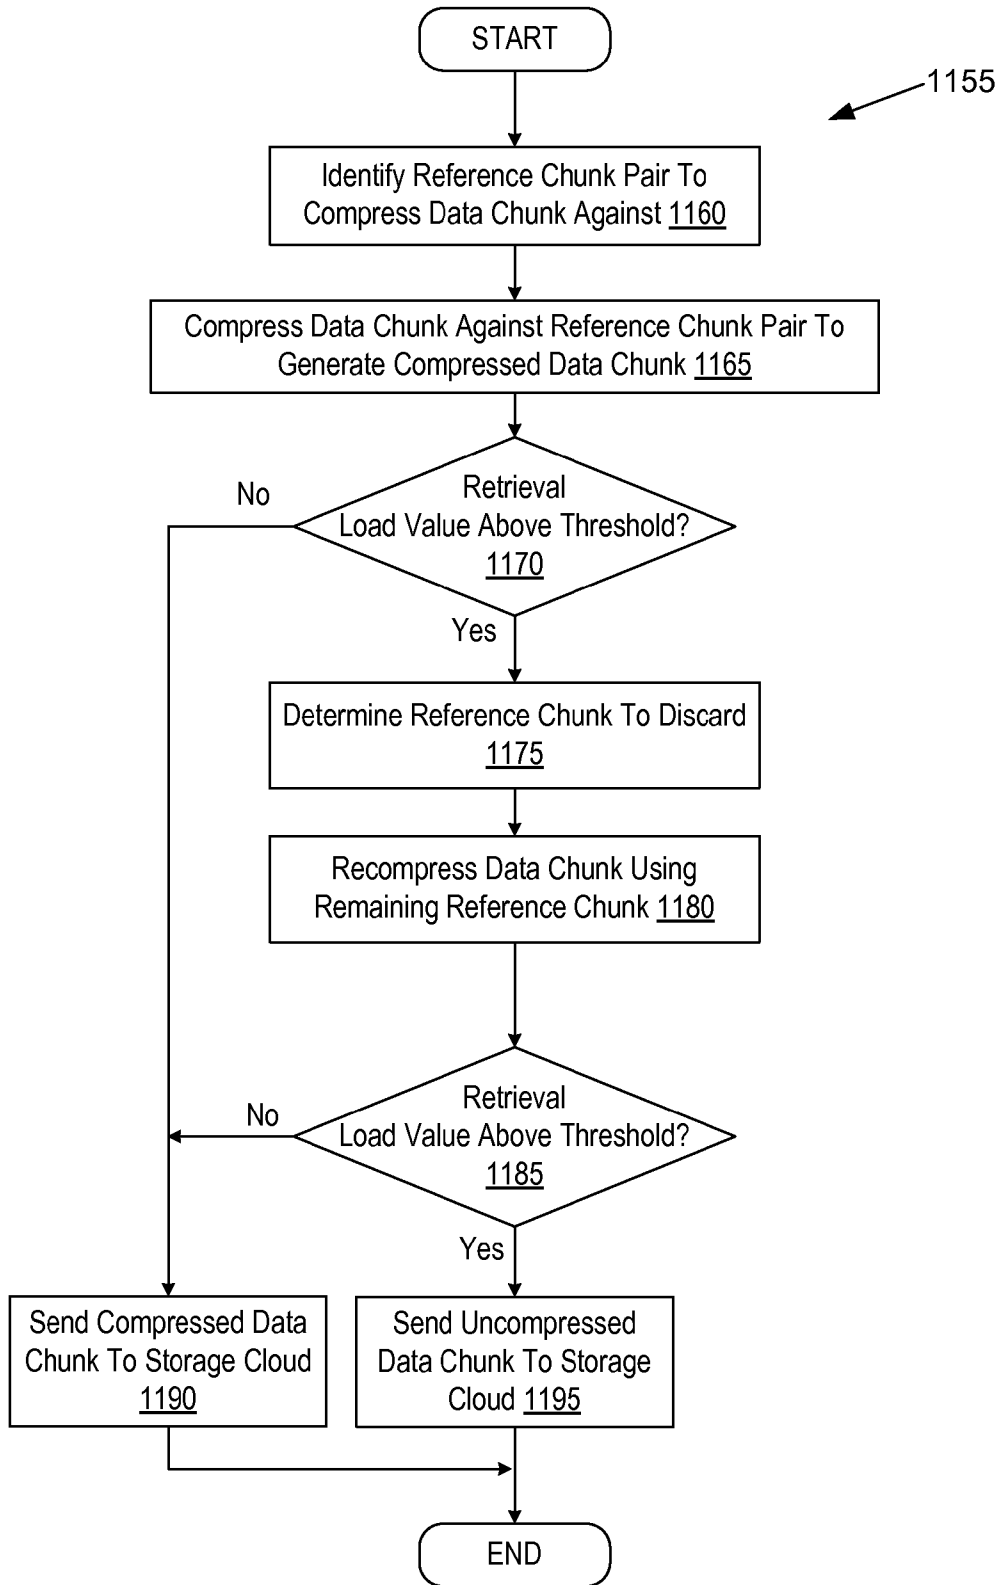 START
1155
Identify Reference Chunk Pair To
Compress Data Chunk Against 1160
Compress Data Chunk Against Reference Chunk Pair To
Generate Compressed Data Chunk 1165
No
Retrieval
Load Value Above Threshold?
1170
Yes
Determine Reference Chunk To Discard
1175
Recompress Data Chunk Using
Remaining Reference Chunk 1180
No
Retrieval
Load Value Above Threshold?
1185
Yes
Send Compressed Data
Chunk To Storage Cloud
1190
Send Uncompressed
Data Chunk To Storage
Cloud 1195
END